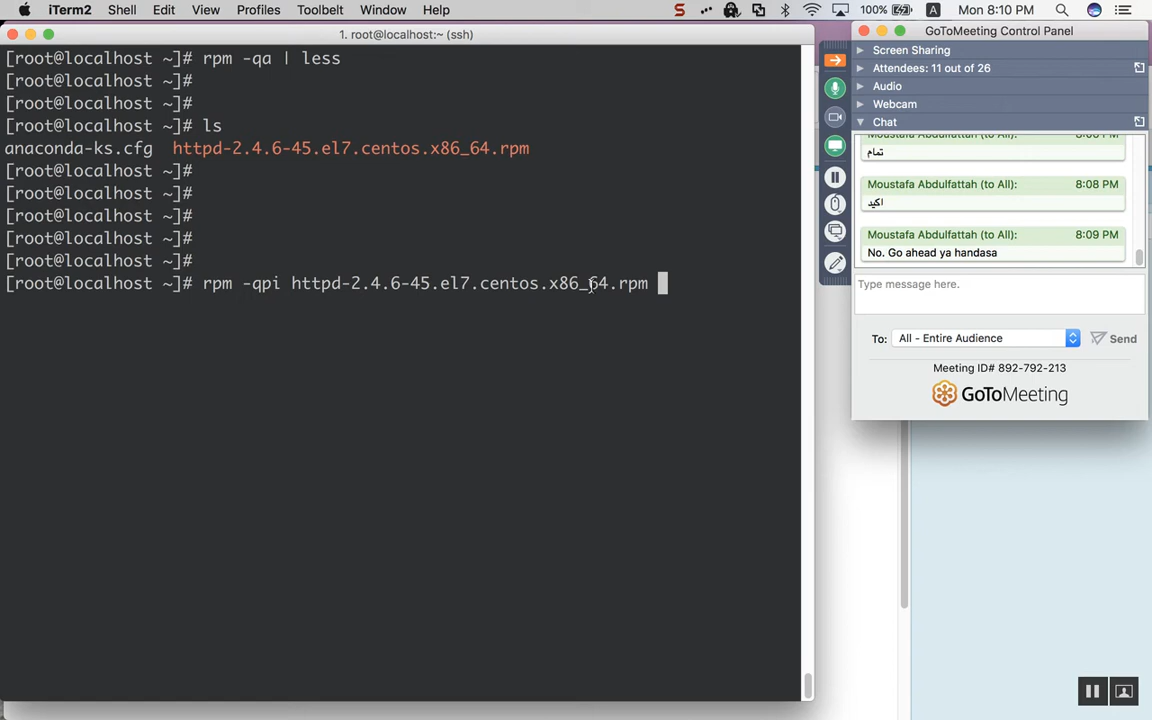 iTerm2 Shell Edit View Profiles Toolbelt Window Help 100% A Mon 8:10 PM
1. root@localhost:~ (ssh)
[root@localhost ~]# rpm -qa | less
[root@localhost ~]#
[root@localhost ~]#
[root@localhost ~]# ls
anaconda-ks.cfg httpd-2.4.6-45.el7.centos.x86_64.rpm
[root@localhost ~]#
[root@localhost ~]#
[root@localhost ~]#
[root@localhost ~]#
[root@localhost ~]#
[root@localhost ~]# rpm -qpi httpd-2.4.6-45.el7.centos.x86_64.rpm
GoToMeeting Control Panel
Screen Sharing
Attendees: 11 out of 26
Audio
Webcam
Chat
Moustafa Abdulfattah (to All):
تمام
Moustafa Abdulfattah (to All): 8:08 PM
اكيد
Moustafa Abdulfattah (to All): 8:09 PM
No. Go ahead ya handasa
Type message here.
To: All - Entire Audience Send
Meeting ID# 892-792-213
GoToMeeting